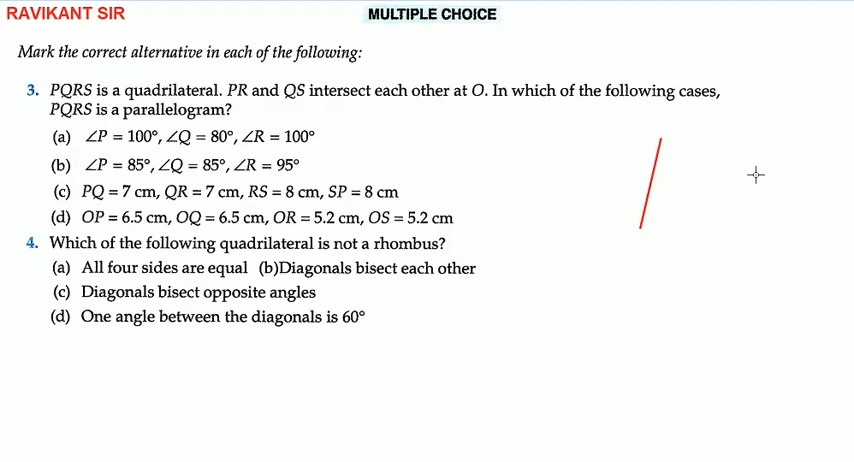 RAVIKANT SIR
MULTIPLE CHOICE
Mark the correct alternative in each of the following:
3. PQRS is a quadrilateral. PR and QS intersect each other at O. In which of the following cases,
PQRS is a parallelogram?
(a) ∠P = 100°, ∠Q = 80°, ∠R = 100°
(b) ∠P = 85°, ∠Q = 85°, ∠R = 95°
(c) PQ = 7 cm, QR = 7 cm, RS = 8 cm, SP = 8 cm
(d) OP = 6.5 cm, OQ = 6.5 cm, OR = 5.2 cm, OS = 5.2 cm
4. Which of the following quadrilateral is not a rhombus?
(a) All four sides are equal (b)Diagonals bisect each other
(c) Diagonals bisect opposite angles
(d) One angle between the diagonals is 60°